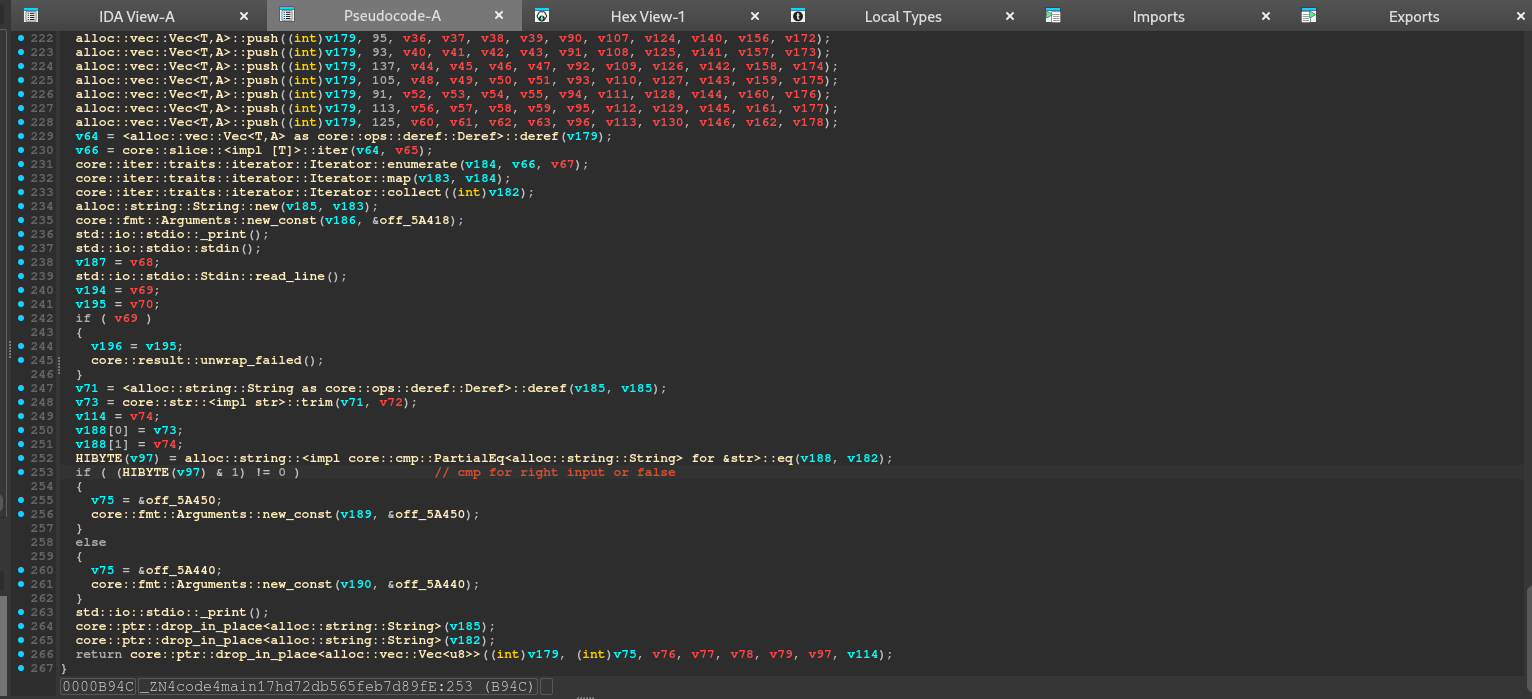 IDA View-A × Pseudocode-A × Hex View-1 × Local Types × Imports × Exports ×
222 alloc::vec::Vec<T,A>::push((int)v179, 95, v36, v37, v38, v39, v90, v107, v124, v140, v156, v172);
223 alloc::vec::Vec<T,A>::push((int)v179, 93, v40, v41, v42, v43, v91, v108, v125, v141, v157, v173);
224 alloc::vec::Vec<T,A>::push((int)v179, 137, v44, v45, v46, v47, v92, v109, v126, v142, v158, v174);
225 alloc::vec::Vec<T,A>::push((int)v179, 105, v48, v49, v50, v51, v93, v110, v127, v143, v159, v175);
226 alloc::vec::Vec<T,A>::push((int)v179, 91, v52, v53, v54, v55, v94, v111, v128, v144, v160, v176);
227 alloc::vec::Vec<T,A>::push((int)v179, 113, v56, v57, v58, v59, v95, v112, v129, v145, v161, v177);
228 alloc::vec::Vec<T,A>::push((int)v179, 125, v60, v61, v62, v63, v96, v113, v130, v146, v162, v178);
229 v64 = <alloc::vec::Vec<T,A> as core::ops::deref::Deref>::deref(v179);
230 v66 = core::slice::<impl [T]>::iter(v64, v65);
231 core::iter::traits::iterator::Iterator::enumerate(v184, v66, v67);
232 core::iter::traits::iterator::Iterator::map(v183, v184);
233 core::iter::traits::iterator::Iterator::collect((int)v182);
234 alloc::string::String::new(v185, v183);
235 core::fmt::Arguments::new_const(v186, &off_5A418);
236 std::io::stdio::_print();
237 std::io::stdio::stdin();
238 v187 = v68;
239 std::io::stdio::Stdin::read_line();
240 v194 = v69;
241 v195 = v70;
242 if ( v69 )
243 {
244 v196 = v195;
245 core::result::unwrap_failed();
246 }
247 v71 = <alloc::string::String as core::ops::deref::Deref>::deref(v185, v185);
248 v73 = core::str::<impl str>::trim(v71, v72);
249 v114 = v74;
250 v188[0] = v73;
251 v188[1] = v74;
252 HIBYTE(v97) = alloc::string::<impl core::cmp::PartialEq<alloc::string::String> for &str>::eq(v188, v182);
253 if ( (HIBYTE(v97) & 1) != 0 ) // cmp for right input or false
254 {
255 v75 = &off_5A450;
256 core::fmt::Arguments::new_const(v189, &off_5A450);
257 }
258 else
259 {
260 v75 = &off_5A440;
261 core::fmt::Arguments::new_const(v190, &off_5A440);
262 }
263 std::io::stdio::_print();
264 core::ptr::drop_in_place<alloc::string::String>(v185);
265 core::ptr::drop_in_place<alloc::string::String>(v182);
266 return core::ptr::drop_in_place<alloc::vec::Vec<u8>>((int)v179, (int)v75, v76, v77, v78, v79, v97, v114);
267 }
0000B94C _ZN4code4main17hd72db565feb7d89fE:253 (B94C)